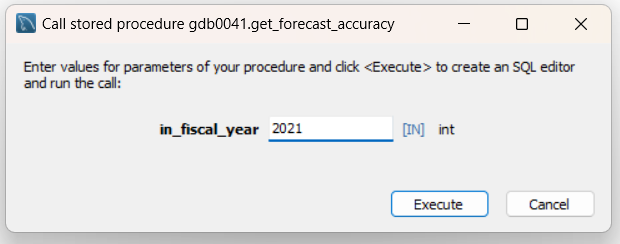 Call stored procedure gdb0041.get_forecast_accuracy
Enter values for parameters of your procedure and click <Execute> to create an SQL editor
and run the call:
in_fiscal_year 2021 [IN] int
Execute Cancel